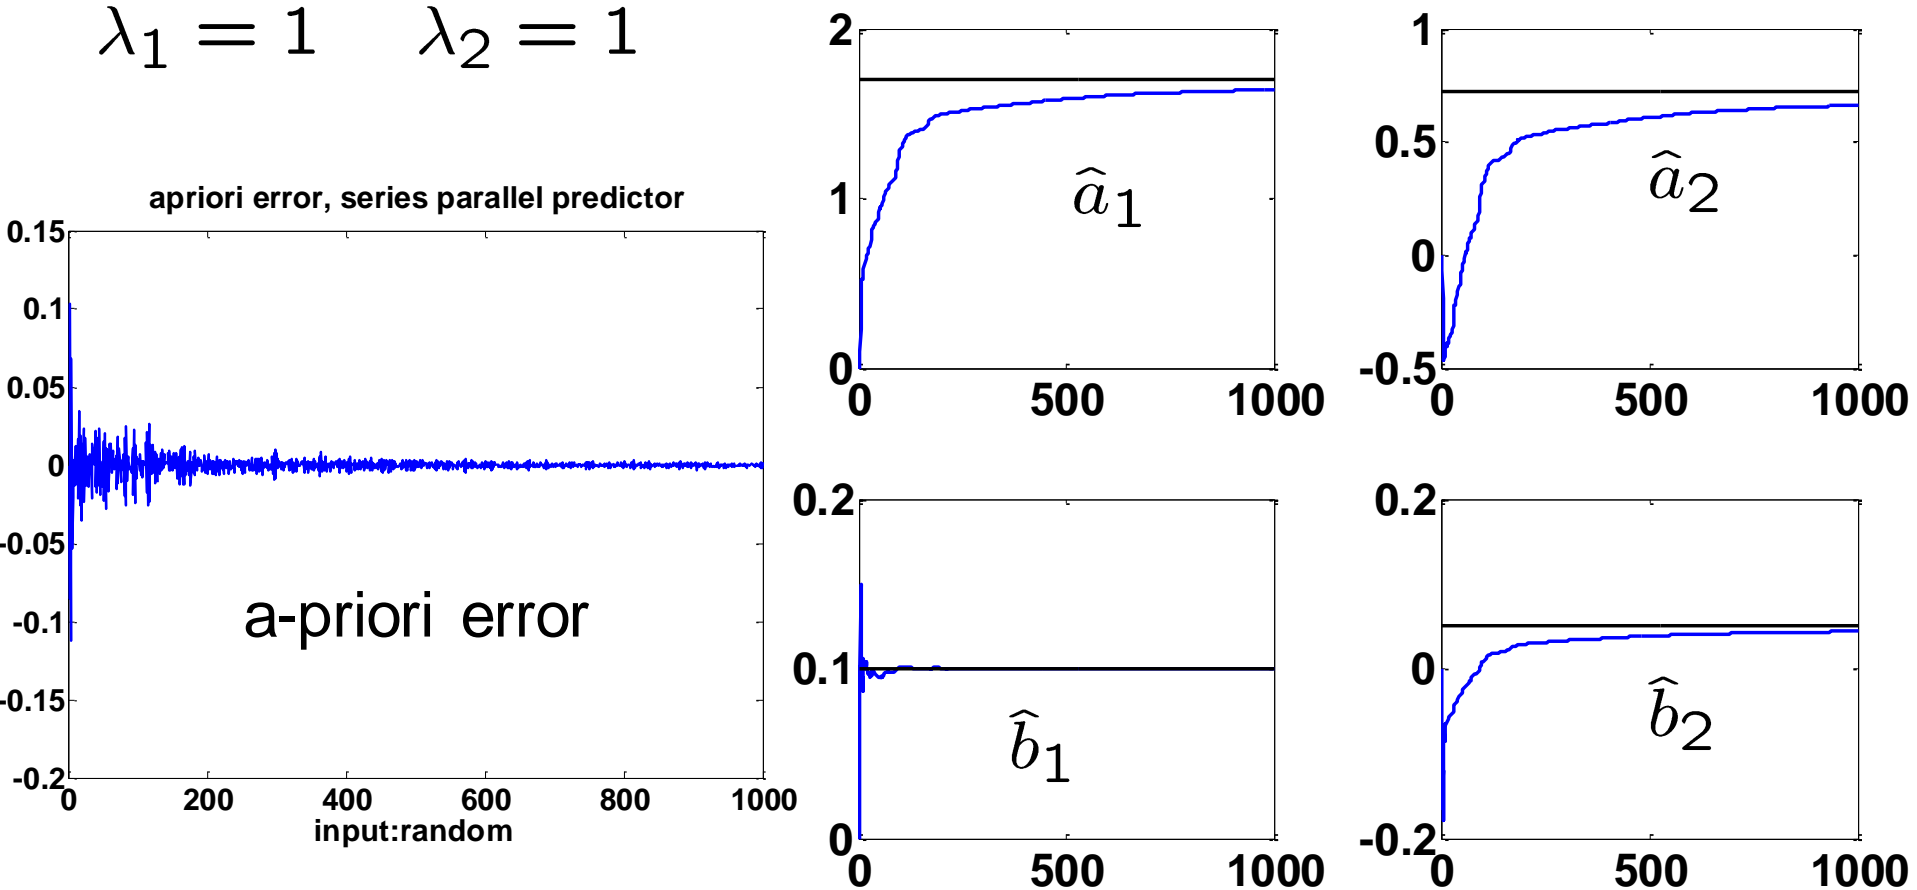 λ₁ = 1 λ₂ = 1
apriori error, series parallel predictor
0.15
0.1
0.05
0
-0.05
-0.1
-0.15
-0.2
0 200 400 600 800 1000
input:random
a-priori error
2
1
0
0 500 1000
â₁
1
0.5
0
-0.5
0 500 1000
â₂
0.2
0.1
0
0 500 1000
b̂₁
0.2
0
-0.2
0 500 1000
b̂₂